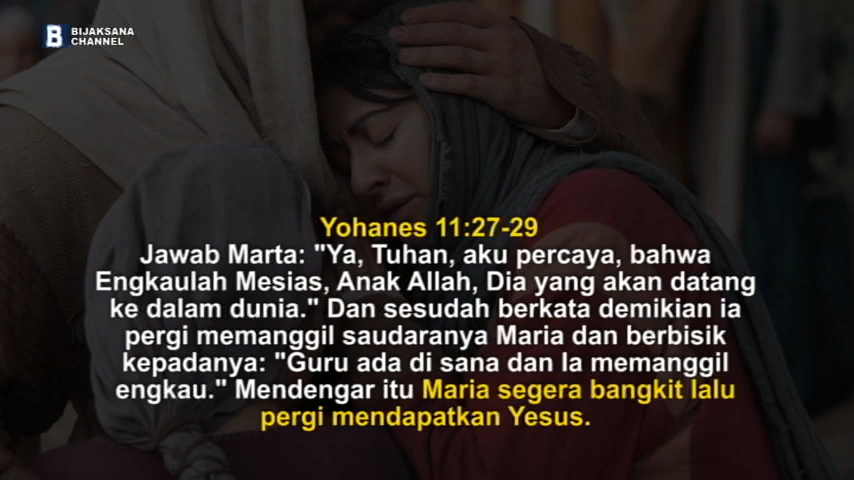 BIJAKSANA
CHANNEL
Yohanes 11:27-29
Jawab Marta: "Ya, Tuhan, aku percaya, bahwa
Engkaulah Mesias, Anak Allah, Dia yang akan datang
ke dalam dunia." Dan sesudah berkata demikian ia
pergi memanggil saudaranya Maria dan berbisik
kepadanya: "Guru ada di sana dan Ia memanggil
engkau." Mendengar itu Maria segera bangkit lalu
pergi mendapatkan Yesus.